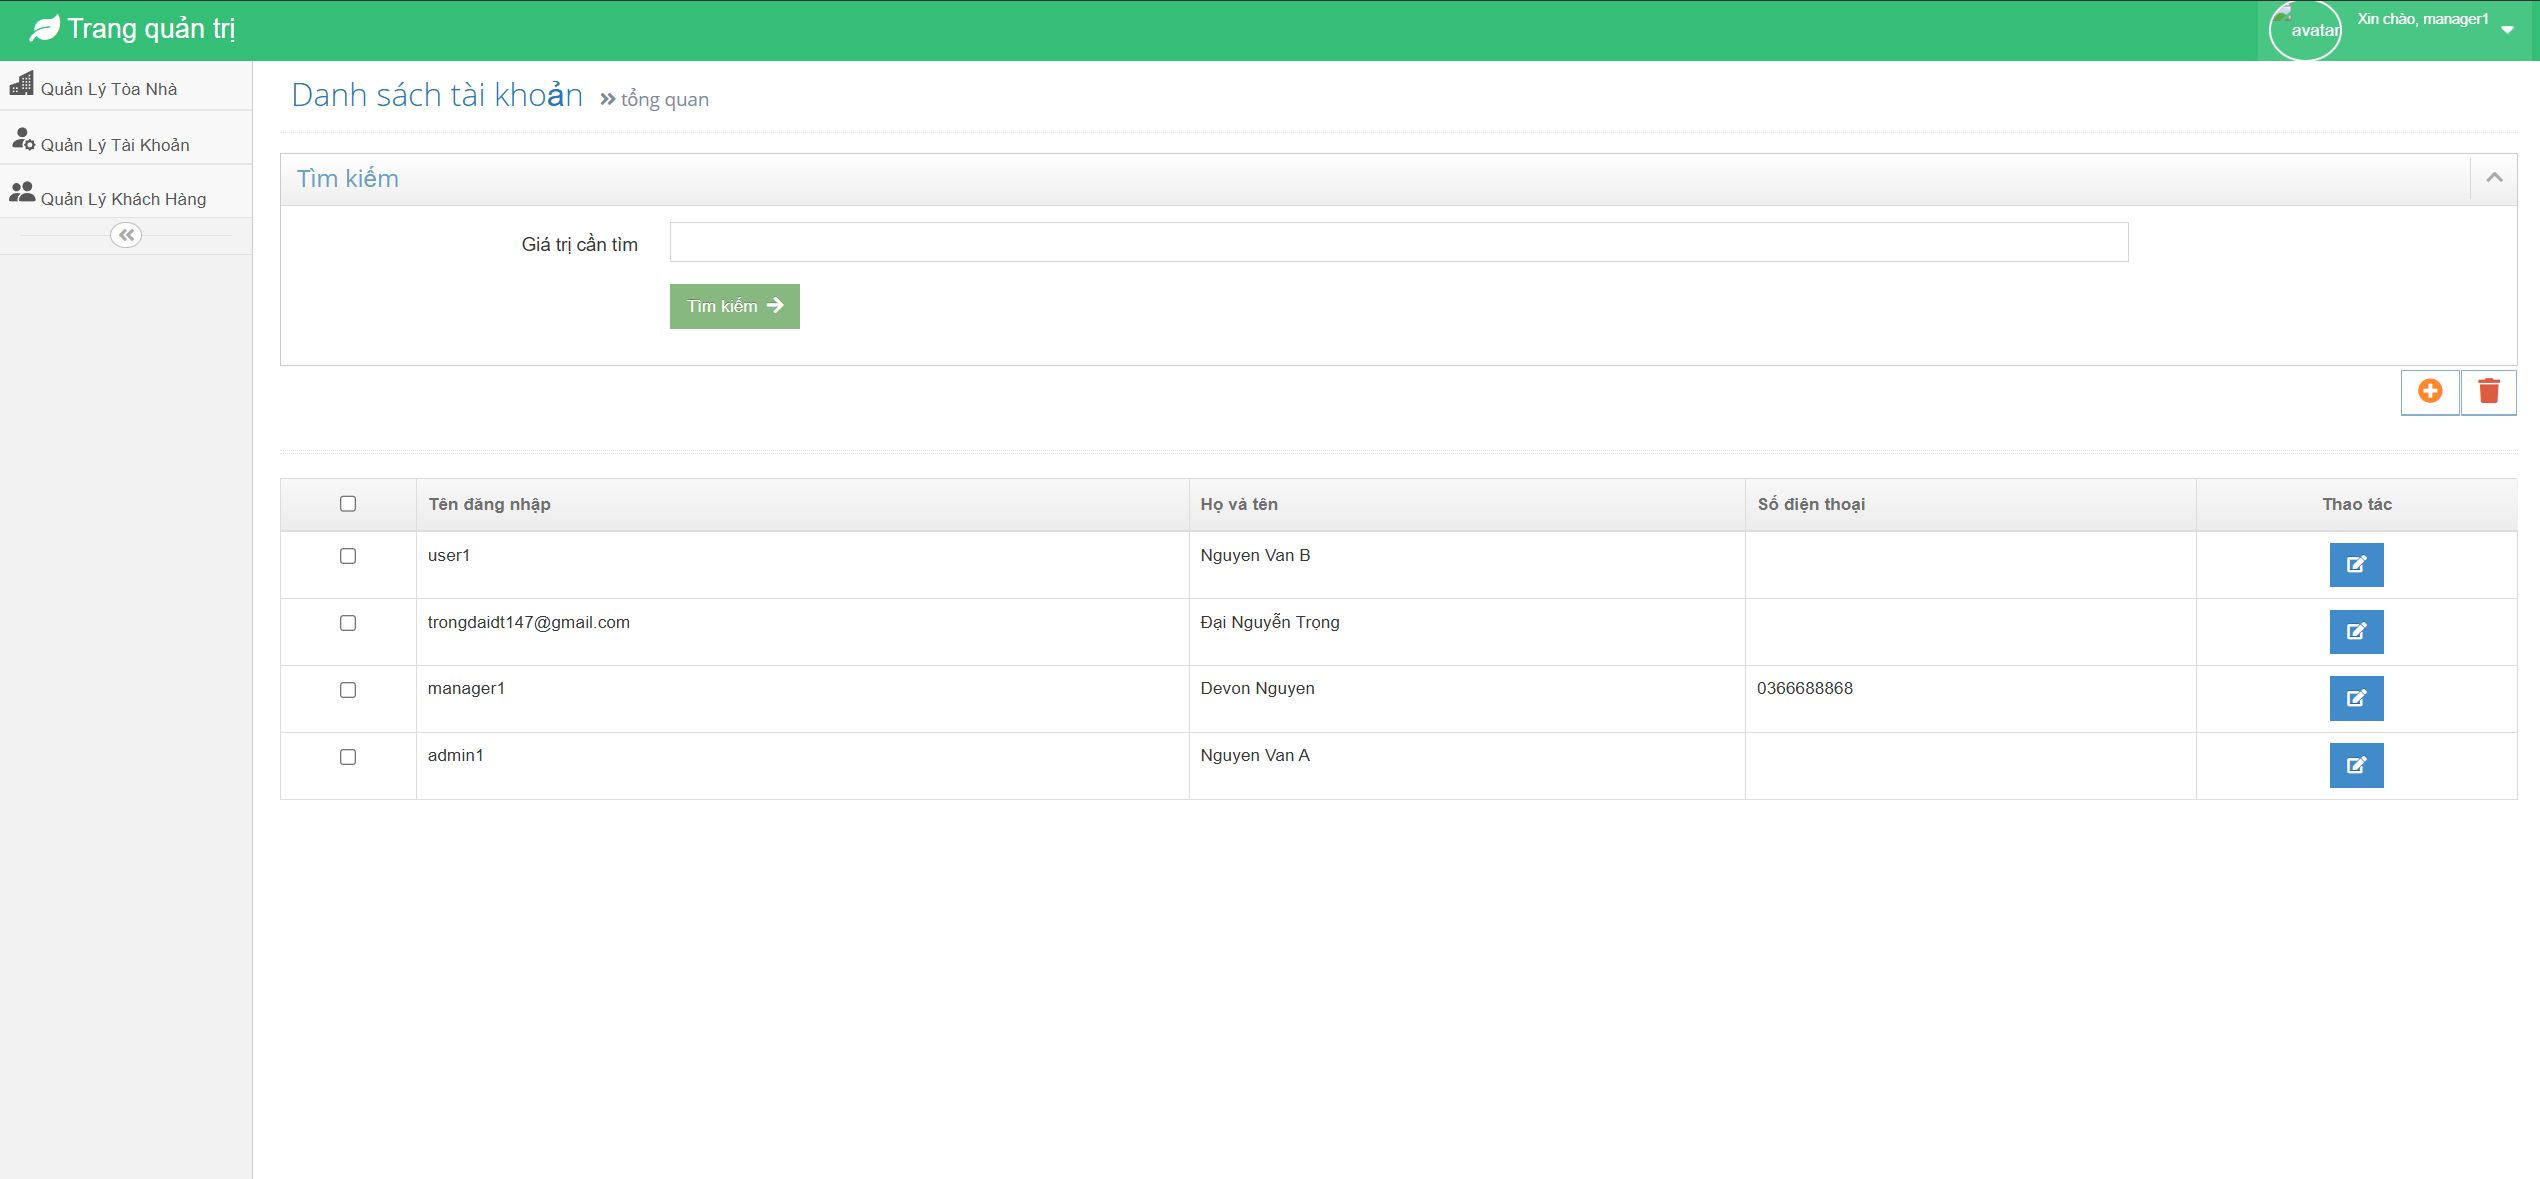 Trang quản trị
avatar
Xin chào, manager1
Quản Lý Tòa Nhà
Quản Lý Tài Khoản
Quản Lý Khách Hàng
Danh sách tài khoản » tổng quan
Tìm kiếm
Giá trị cần tìm
Tìm kiếm
Tên đăng nhập Họ và tên Số điện thoại Thao tác
user1 Nguyen Van B
trongdaidt147@gmail.com Đại Nguyễn Trọng
manager1 Devon Nguyen 0366688868
admin1 Nguyen Van A